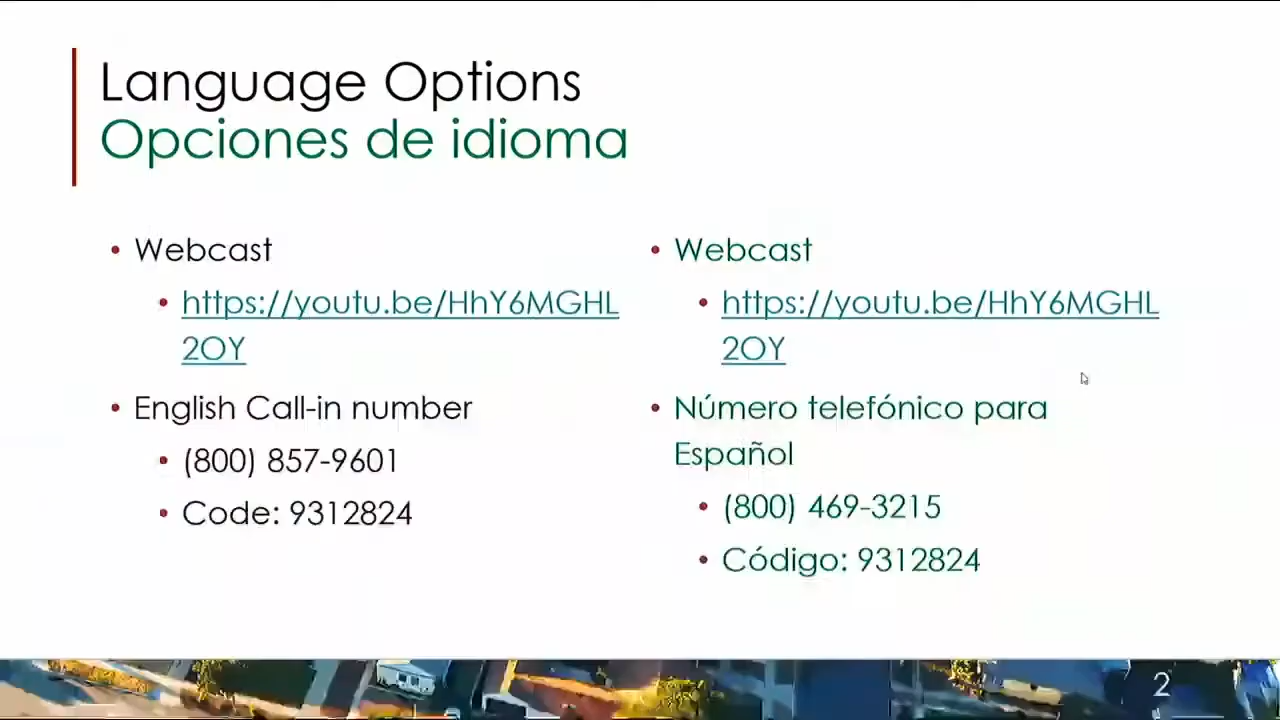 Language Options
Opciones de idioma
• Webcast
• https://youtu.be/HhY6MGHL
2OY
• English Call-in number
• (800) 857-9601
• Code: 9312824
• Webcast
• https://youtu.be/HhY6MGHL
2OY
• Número telefónico para
Español
• (800) 469-3215
• Código: 9312824
2